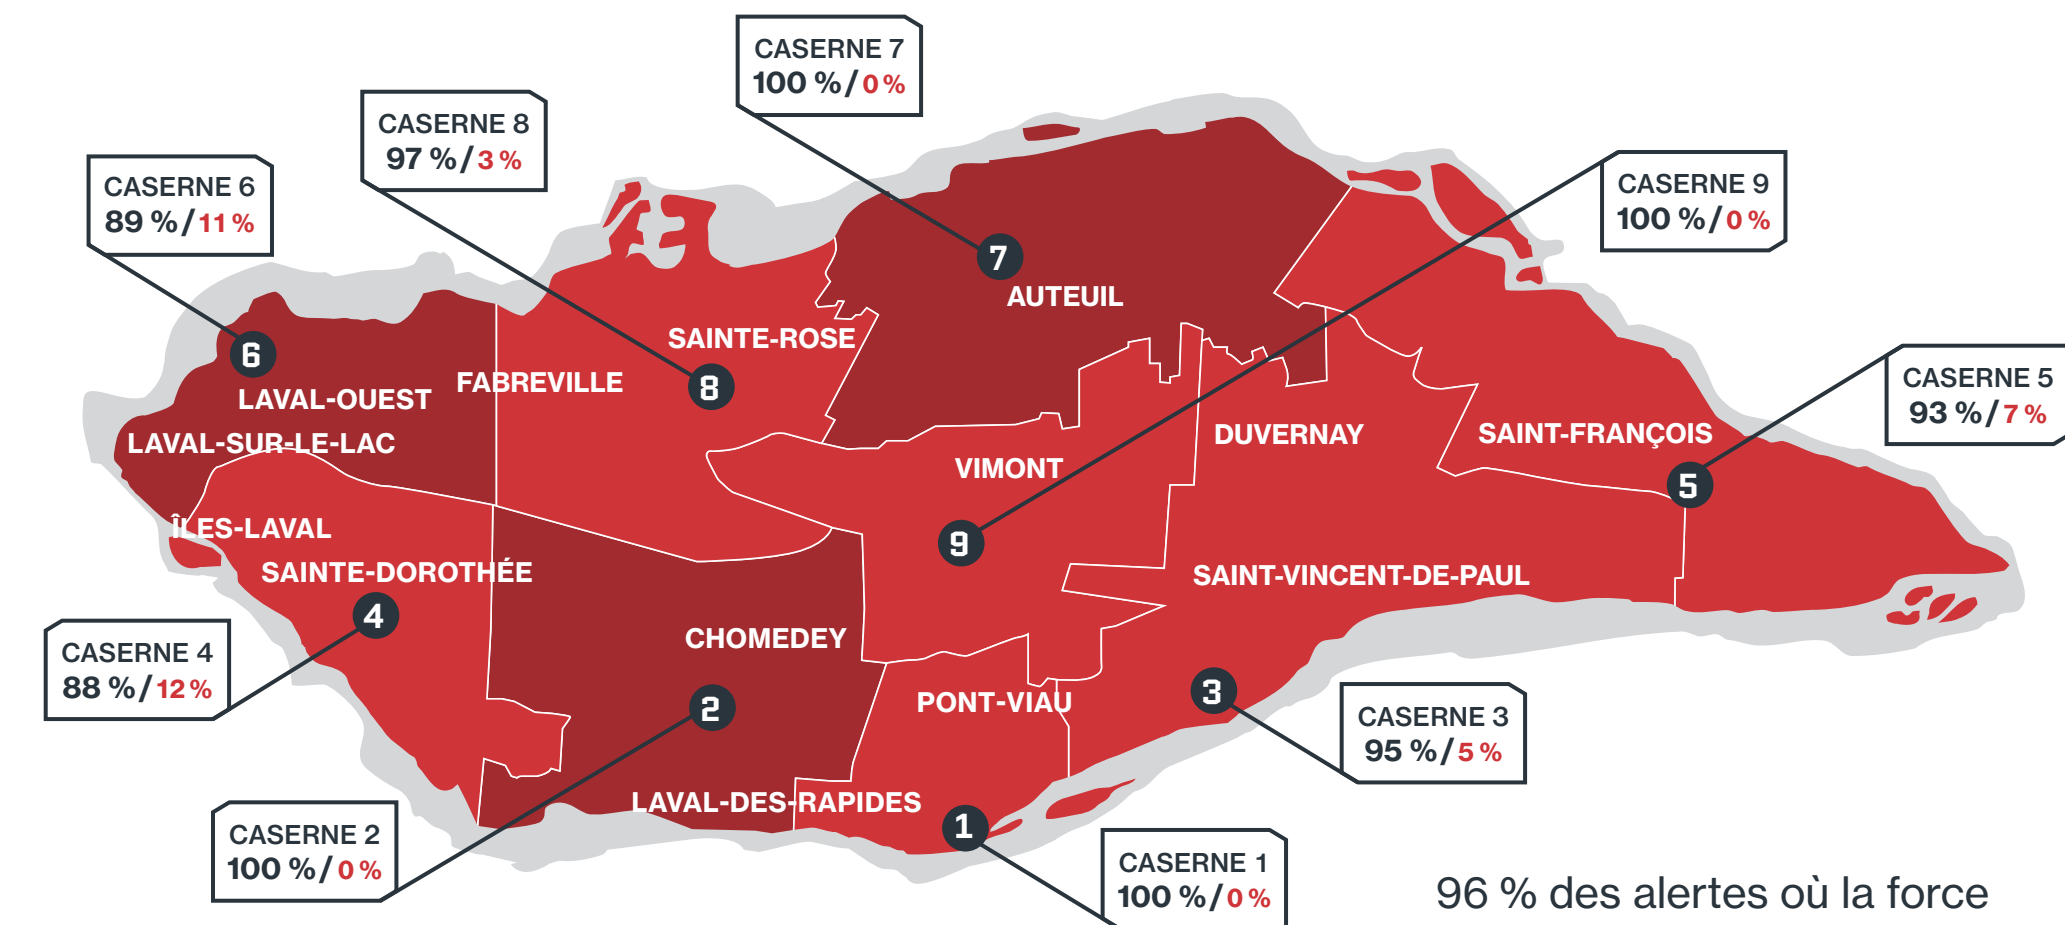 CASERNE 7
100 %/0 %
CASERNE 8
97 %/3 %
CASERNE 6
89 %/11 %
CASERNE 9
100 %/0 %
7
AUTEUIL
SAINTE-ROSE
6
FABREVILLE
8
LAVAL-OUEST
CASERNE 5
93 %/7 %
LAVAL-SUR-LE-LAC
DUVERNAY
SAINT-FRANÇOIS
VIMONT
5
ÎLES-LAVAL
9
SAINTE-DOROTHÉE
SAINT-VINCENT-DE-PAUL
4
CHOMEDEY
CASERNE 4
88 %/12 %
2
PONT-VIAU
3
CASERNE 3
95 %/5 %
LAVAL-DES-RAPIDES
1
CASERNE 2
100 %/0 %
CASERNE 1
100 %/0 %
96 % des alertes où la force